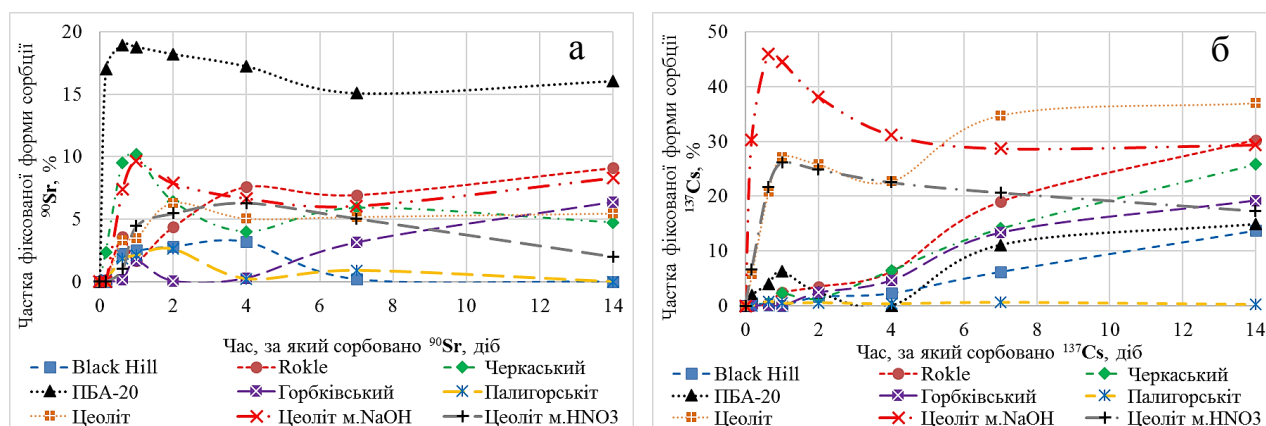 Частка фіксованої форми сорбції
⁹⁰Sr, %
20
15
10
5
0
а
0 2 4 6 8 10 12 14
Час, за який сорбовано ⁹⁰Sr, діб
Black Hill Rokle Черкаський
ПБА-20 Горбківський Палигорськіт
Цеоліт Цеоліт м.NaOH Цеоліт м.HNO3
Частка фіксованої форми сорбції
¹³⁷Cs, %
50
40
30
20
10
0
б
0 2 4 6 8 10 12 14
Час, за який сорбовано ¹³⁷Cs, діб
Black Hill Rokle Черкаський
ПБА-20 Горбківський Палигорськіт
Цеоліт Цеоліт м.NaOH Цеоліт м.HNO3